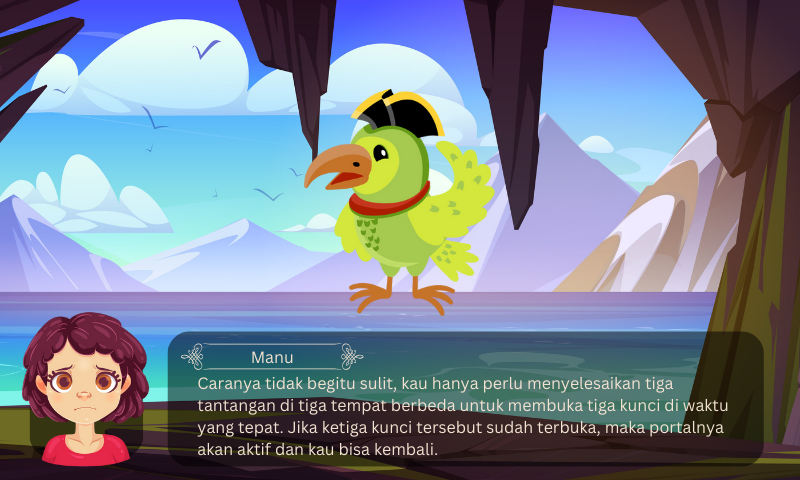 Manu
Caranya tidak begitu sulit, kau hanya perlu menyelesaikan tiga
tantangan di tiga tempat berbeda untuk membuka tiga kunci di waktu
yang tepat. Jika ketiga kunci tersebut sudah terbuka, maka portalnya
akan aktif dan kau bisa kembali.